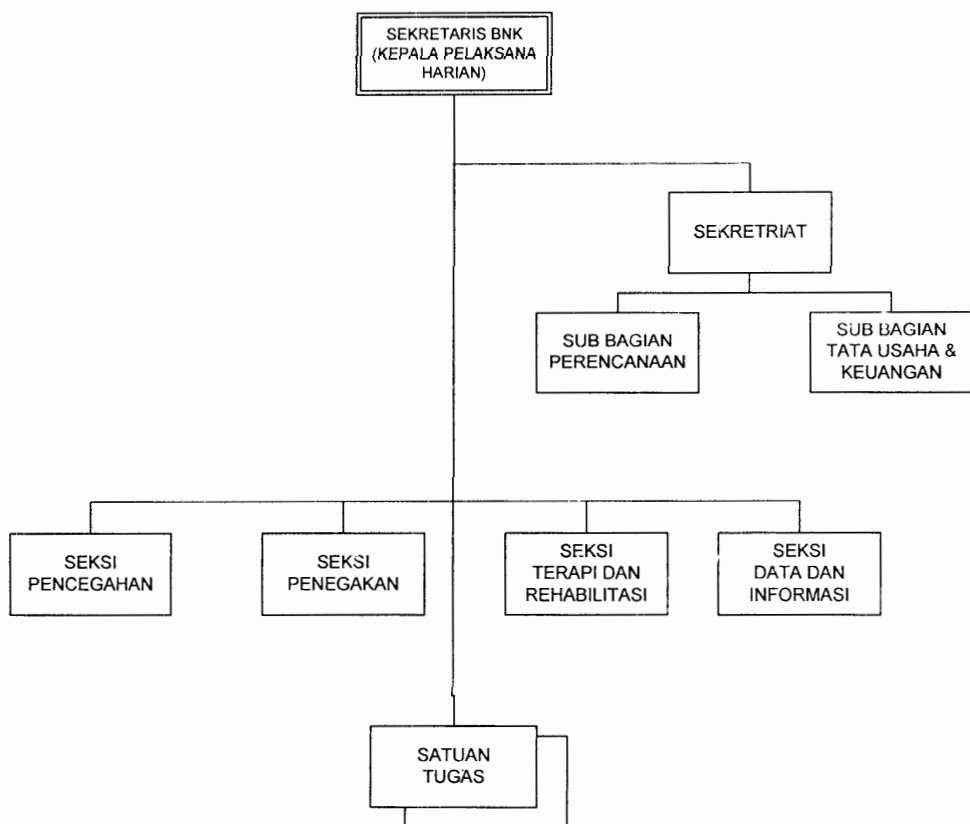 SEKRETARIS BNK
(KEPALA PELAKSANA
HARIAN)
SEKRETRIAT
SUB BAGIAN
PERENCANAAN
SUB BAGIAN
TATA USAHA &
KEUANGAN
SEKSI
PENCEGAHAN
SEKSI
PENEGAKAN
SEKSI
TERAPI DAN
REHABILITASI
SEKSI
DATA DAN
INFORMASI
SATUAN
TUGAS